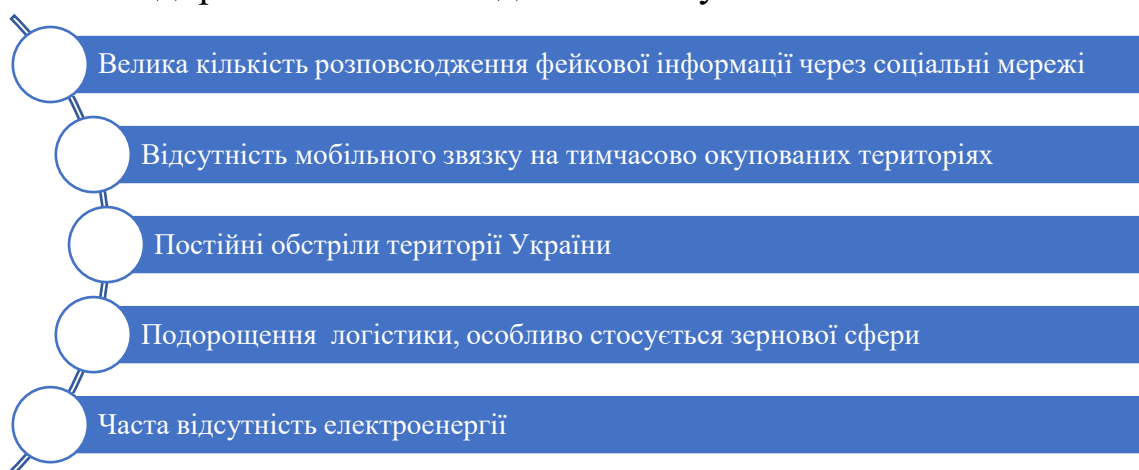 Велика кількість розповсюдження фейкової інформації через соціальні мережі
Відсутність мобільного звязку на тимчасово окупованих територіях
Постійні обстріли території України
Подорощення  логістики, особливо стосується зернової сфери
Часта відсутність електроенергії